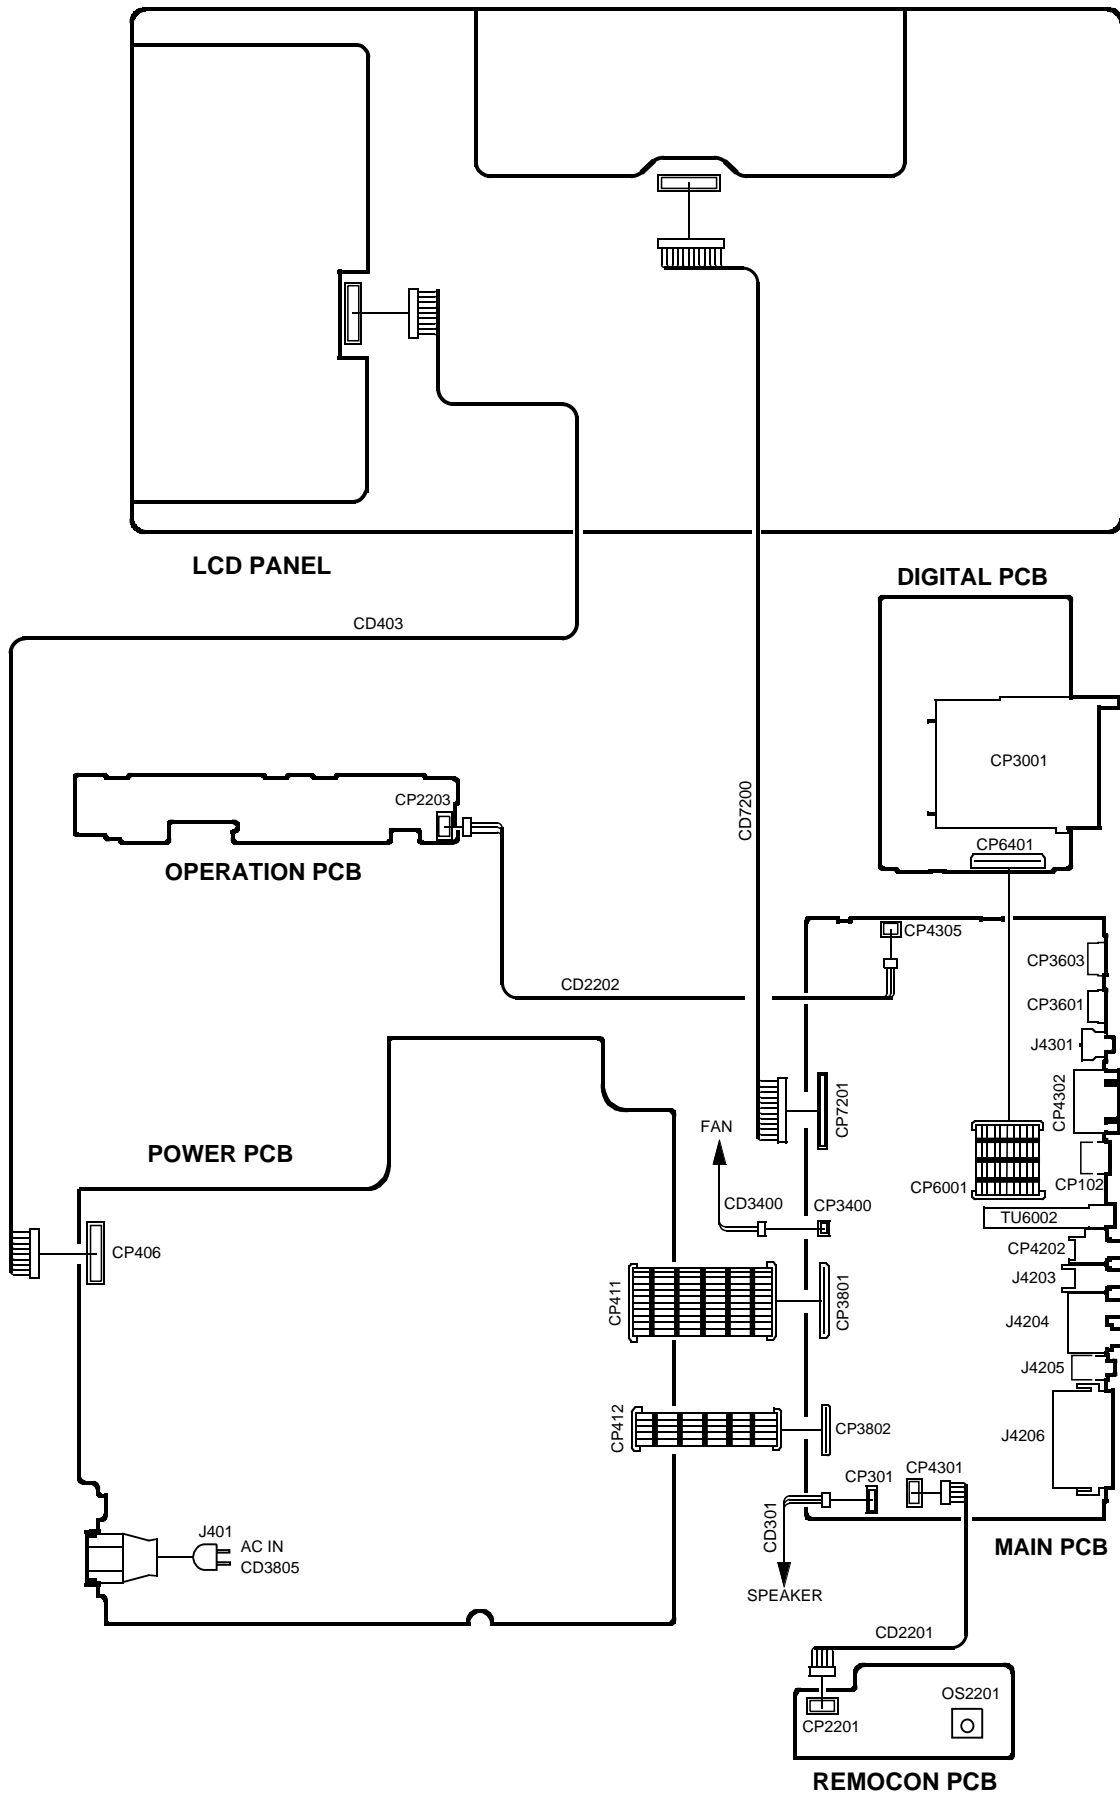 LCD PANEL
DIGITAL PCB
CD403
CP3001
CD7200
CP2203
CP6401
OPERATION PCB
CP4305
CP3603
CD2202
CP3601
J4301
CP4302
CP7201
FAN
POWER PCB
CP102
CP6001
CD3400
CP3400
TU6002
CP406
CP4202
J4203
CP411
CP3801
J4204
J4205
CP412
CP3802
J4206
CP301
CP4301
J401
AC IN
CD3805
CD301
MAIN PCB
SPEAKER
CD2201
OS2201
CP2201
REMOCON PCB